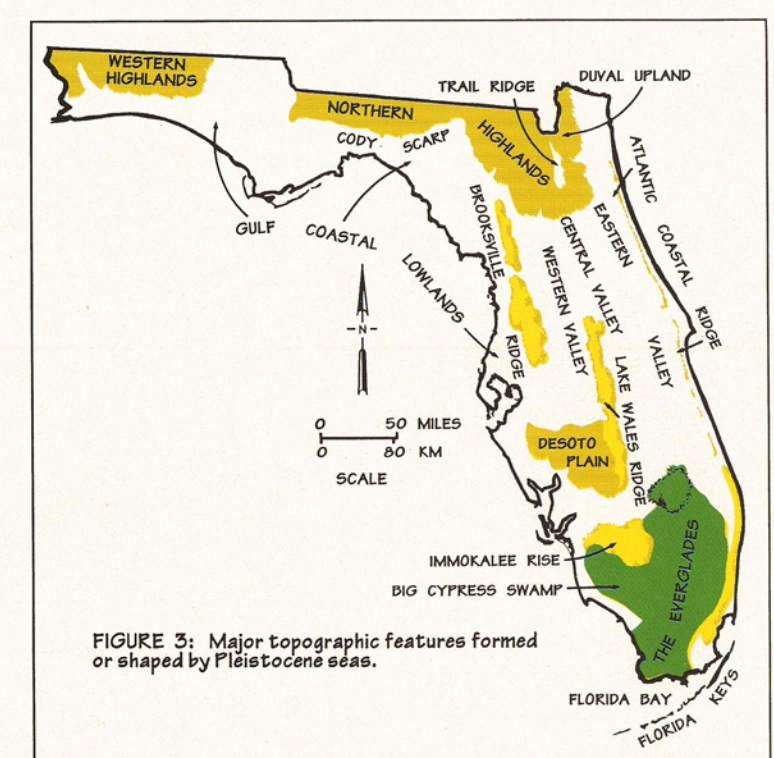 WESTERN
HIGHLANDS
TRAIL RIDGE
DUVAL UPLAND
NORTHERN
HIGHLANDS
CODY SCARP
ATLANTIC
COASTAL
RIDGE
GULF
COASTAL
LOWLANDS
BROOKSVILLE
RIDGE
CENTRAL VALLEY
WESTERN VALLEY
EASTERN
VALLEY
LAKE WALES RIDGE
N
0 50 MILES
0 80 KM
SCALE
DESOTO
PLAIN
IMMOKALEE RISE
BIG CYPRESS SWAMP
THE EVERGLADES
FIGURE 3: Major topographic features formed
or shaped by Pleistocene seas.
FLORIDA BAY
FLORIDA KEYS